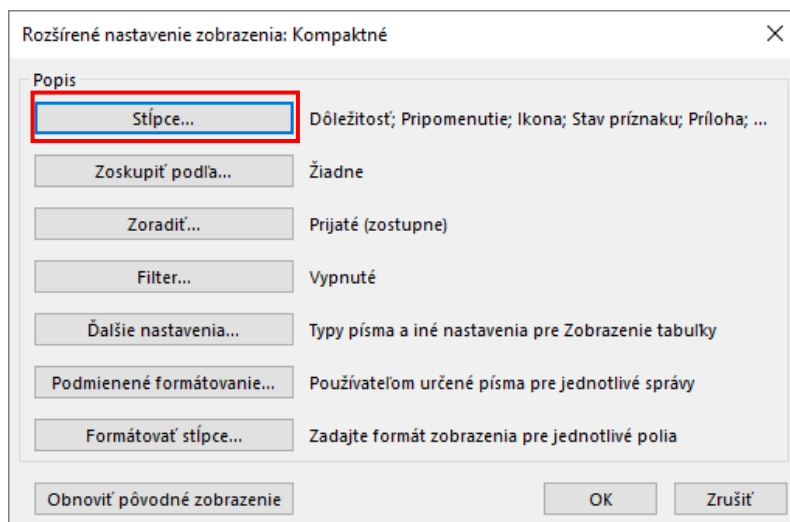 Rozšírené nastavenie zobrazenia: Kompaktné
Popis
Stĺpce... Dôležitosť; Pripomenutie; Ikona; Stav príznaku; Príloha; ...
Zoskupiť podľa... Žiadne
Zoradiť... Prijaté (zostupne)
Filter... Vypnuté
Ďalšie nastavenia... Typy písma a iné nastavenia pre Zobrazenie tabuľky
Podmienené formátovanie... Používateľom určené písma pre jednotlivé správy
Formátovať stĺpce... Zadajte formát zobrazenia pre jednotlivé polia
Obnoviť pôvodné zobrazenie OK Zrušiť